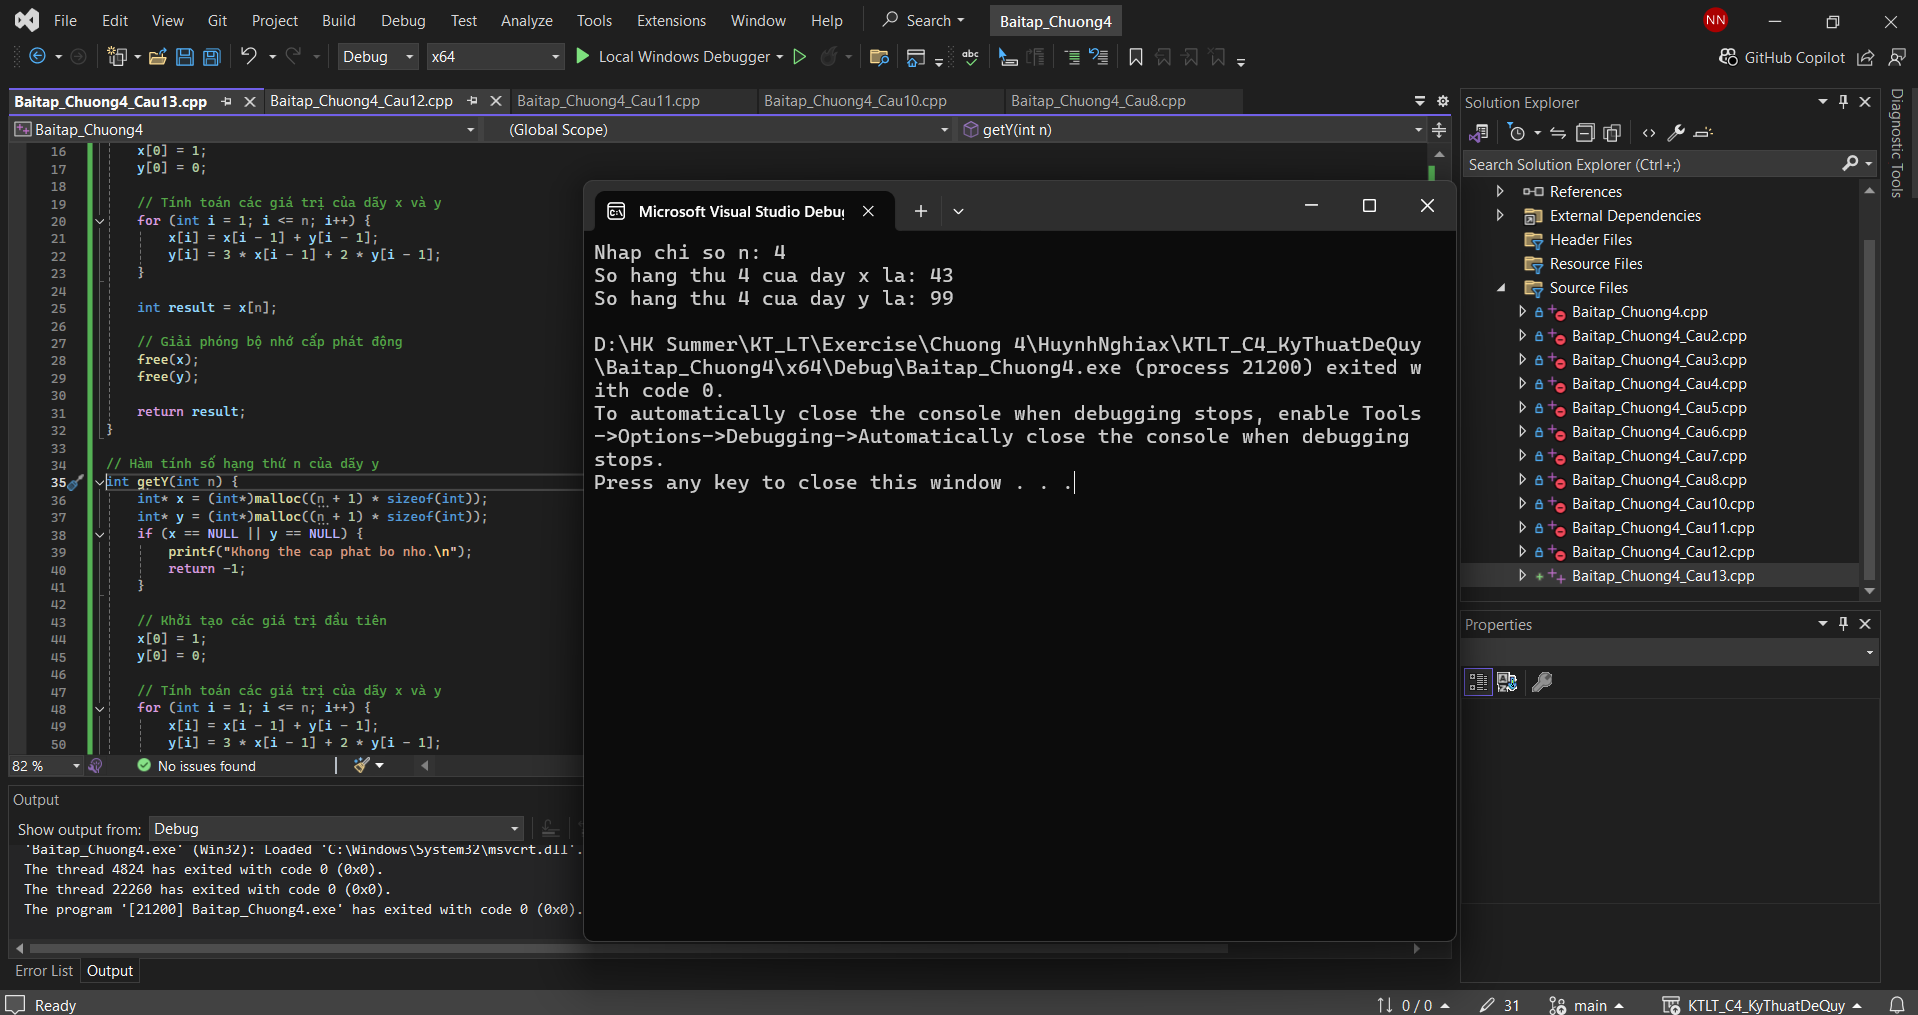 File Edit View Git Project Build Debug Test Analyze Tools Extensions Window Help Search Baitap_Chuong4 NN
Debug x64 Local Windows Debugger GitHub Copilot
Baitap_Chuong4_Cau13.cpp Baitap_Chuong4_Cau12.cpp Baitap_Chuong4_Cau11.cpp Baitap_Chuong4_Cau10.cpp Baitap_Chuong4_Cau8.cpp
Baitap_Chuong4 (Global Scope) getY(int n)
16 x[0] = 1;
17 y[0] = 0;
18
19 // Tính toán các giá trị của dãy x và y
20 for (int i = 1; i <= n; i++) {
21 x[i] = x[i - 1] + y[i - 1];
22 y[i] = 3 * x[i - 1] + 2 * y[i - 1];
23 }
24
25 int result = x[n];
26
27 // Giải phóng bộ nhớ cấp phát động
28 free(x);
29 free(y);
30
31 return result;
32 }
33
34 // Hàm tính số hạng thứ n của dãy y
35 int getY(int n) {
36 int* x = (int*)malloc((n + 1) * sizeof(int));
37 int* y = (int*)malloc((n + 1) * sizeof(int));
38 if (x == NULL || y == NULL) {
39 printf("Khong the cap phat bo nho.\n");
40 return -1;
41 }
42
43 // Khởi tạo các giá trị đầu tiên
44 x[0] = 1;
45 y[0] = 0;
46
47 // Tính toán các giá trị của dãy x và y
48 for (int i = 1; i <= n; i++) {
49 x[i] = x[i - 1] + y[i - 1];
50 y[i] = 3 * x[i - 1] + 2 * y[i - 1];
82 % No issues found
Output
Show output from: Debug
'Baitap_Chuong4.exe' (Win32): Loaded 'C:\Windows\System32\msvcrt.dll'.
The thread 4824 has exited with code 0 (0x0).
The thread 22260 has exited with code 0 (0x0).
The program '[21200] Baitap_Chuong4.exe' has exited with code 0 (0x0).
Error List Output
Microsoft Visual Studio Debu
Nhap chi so n: 4
So hang thu 4 cua day x la: 43
So hang thu 4 cua day y la: 99
D:\HK Summer\KT_LT\Exercise\Chuong 4\HuynhNghiax\KTLT_C4_KyThuatDeQuy
\Baitap_Chuong4\x64\Debug\Baitap_Chuong4.exe (process 21200) exited w
ith code 0.
To automatically close the console when debugging stops, enable Tools
->Options->Debugging->Automatically close the console when debugging
stops.
Press any key to close this window . . .
Solution Explorer
Search Solution Explorer (Ctrl+;)
References
External Dependencies
Header Files
Resource Files
Source Files
Baitap_Chuong4.cpp
Baitap_Chuong4_Cau2.cpp
Baitap_Chuong4_Cau3.cpp
Baitap_Chuong4_Cau4.cpp
Baitap_Chuong4_Cau5.cpp
Baitap_Chuong4_Cau6.cpp
Baitap_Chuong4_Cau7.cpp
Baitap_Chuong4_Cau8.cpp
Baitap_Chuong4_Cau10.cpp
Baitap_Chuong4_Cau11.cpp
Baitap_Chuong4_Cau12.cpp
Baitap_Chuong4_Cau13.cpp
Properties
Diagnostic Tools
Ready 0 / 0 31 main KTLT_C4_KyThuatDeQuy